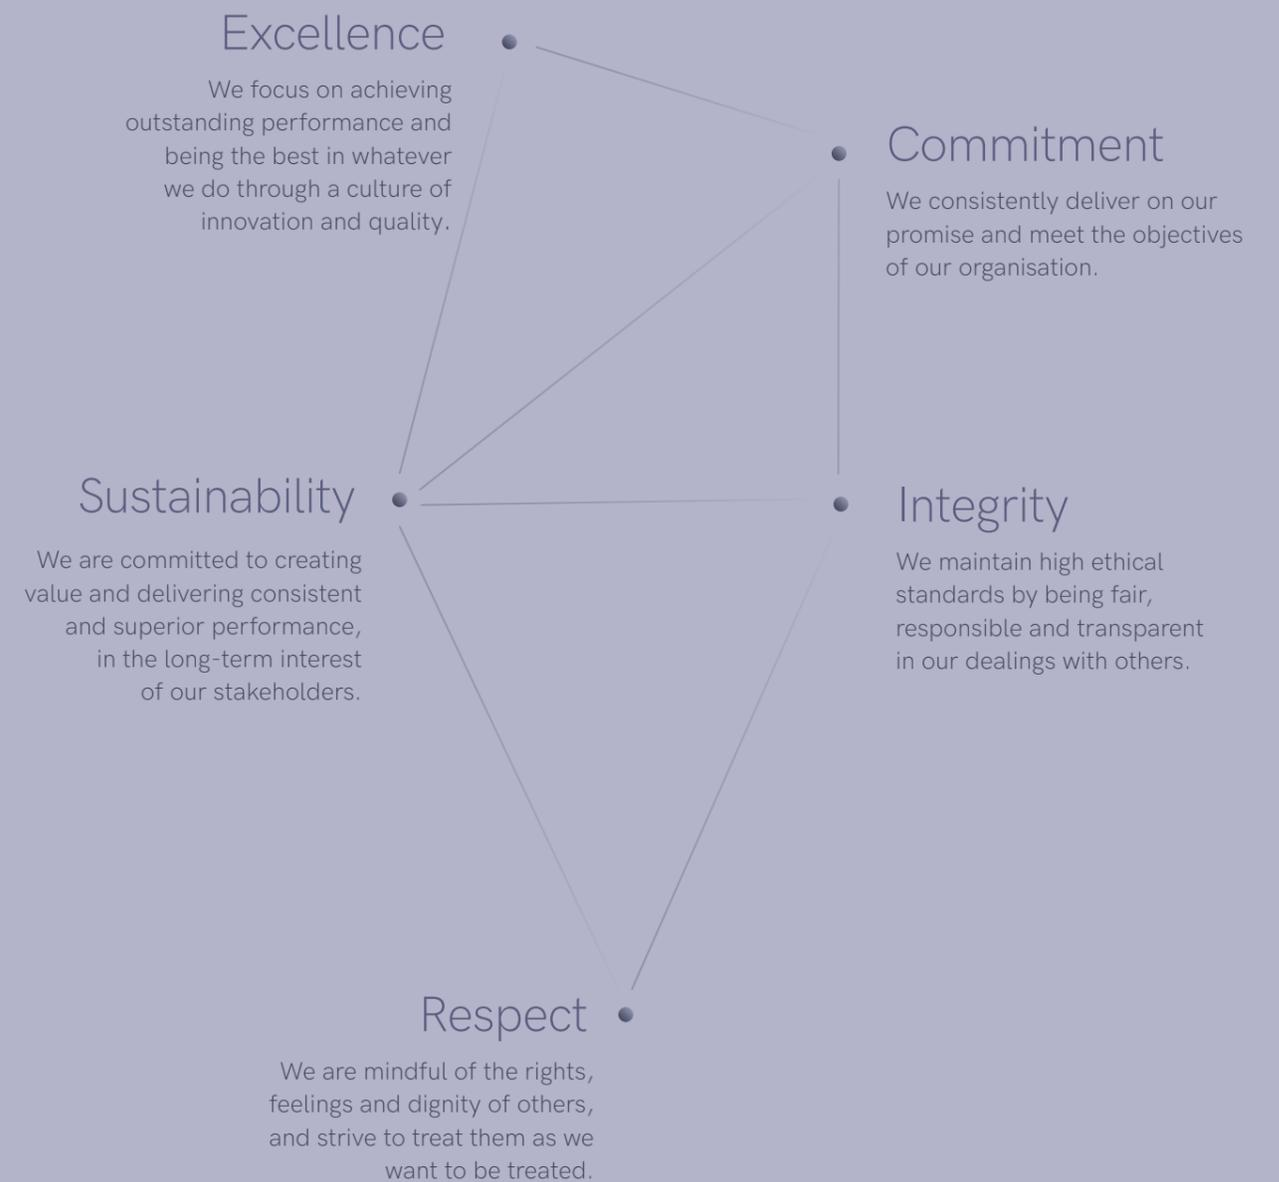 Excellence
We focus on achieving
outstanding performance and
being the best in whatever
we do through a culture of
innovation and quality.
Commitment
We consistently deliver on our
promise and meet the objectives
of our organisation.
Sustainability
We are committed to creating
value and delivering consistent
and superior performance,
in the long-term interest
of our stakeholders.
Integrity
We maintain high ethical
standards by being fair,
responsible and transparent
in our dealings with others.
Respect
We are mindful of the rights,
feelings and dignity of others,
and strive to treat them as we
want to be treated.